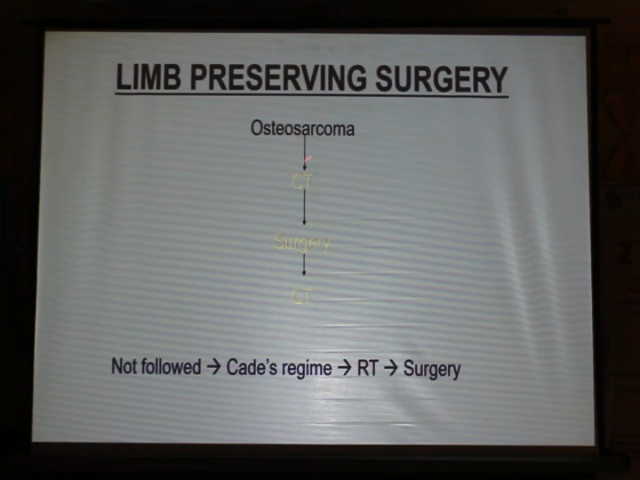 LIMB PRESERVING SURGERY
Osteosarcoma
CT
Surgery
CT
Not followed → Cade's regime → RT → Surgery